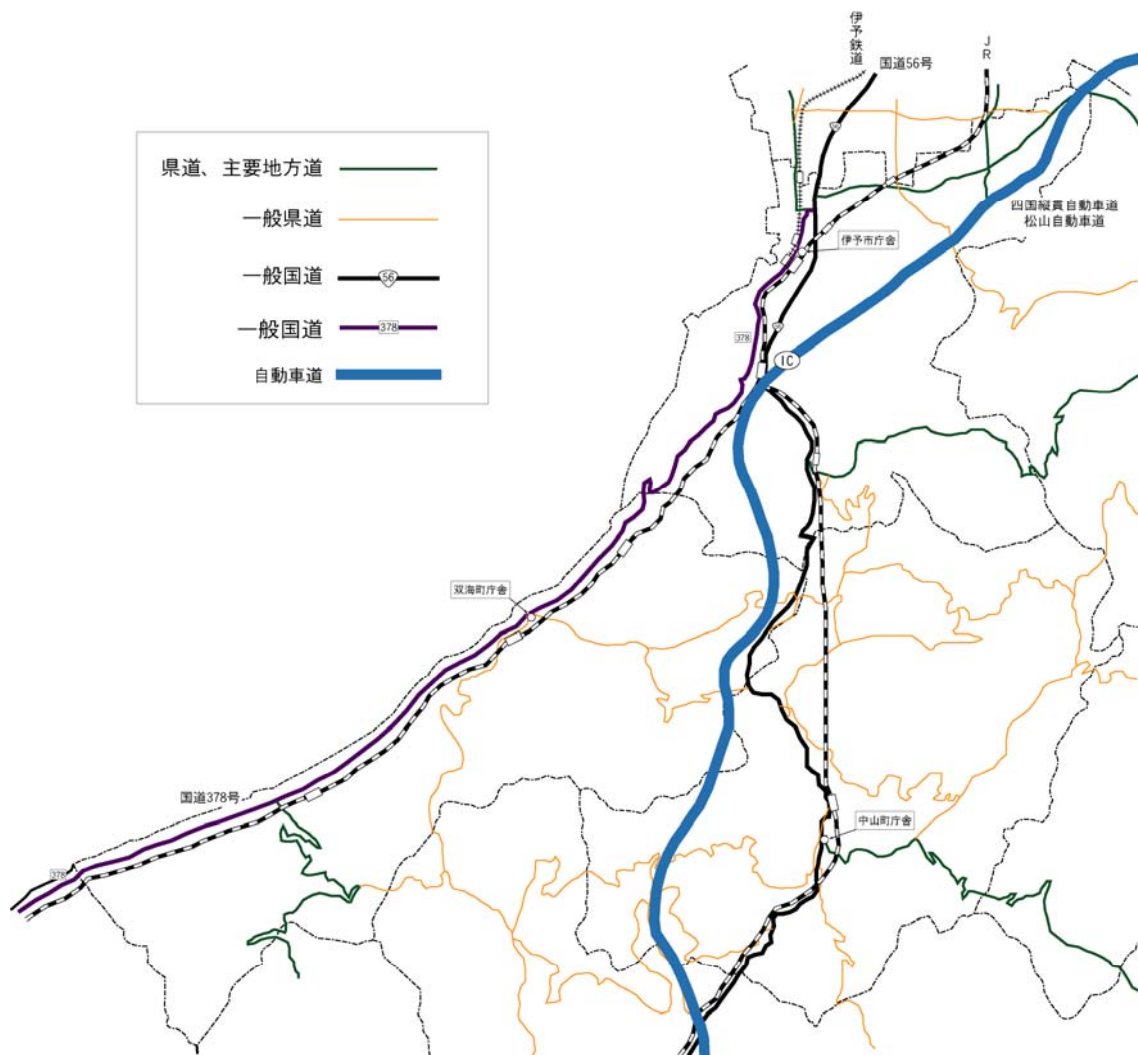 伊予鉄道
国道56号
JR
56
県道、主要地方道
一般県道
一般国道
56
一般国道
378
自動車道
四国縦貫自動車道
松山自動車道
伊予市庁舎
56
378
IC
双海町庁舎
国道378号
378
中山町庁舎